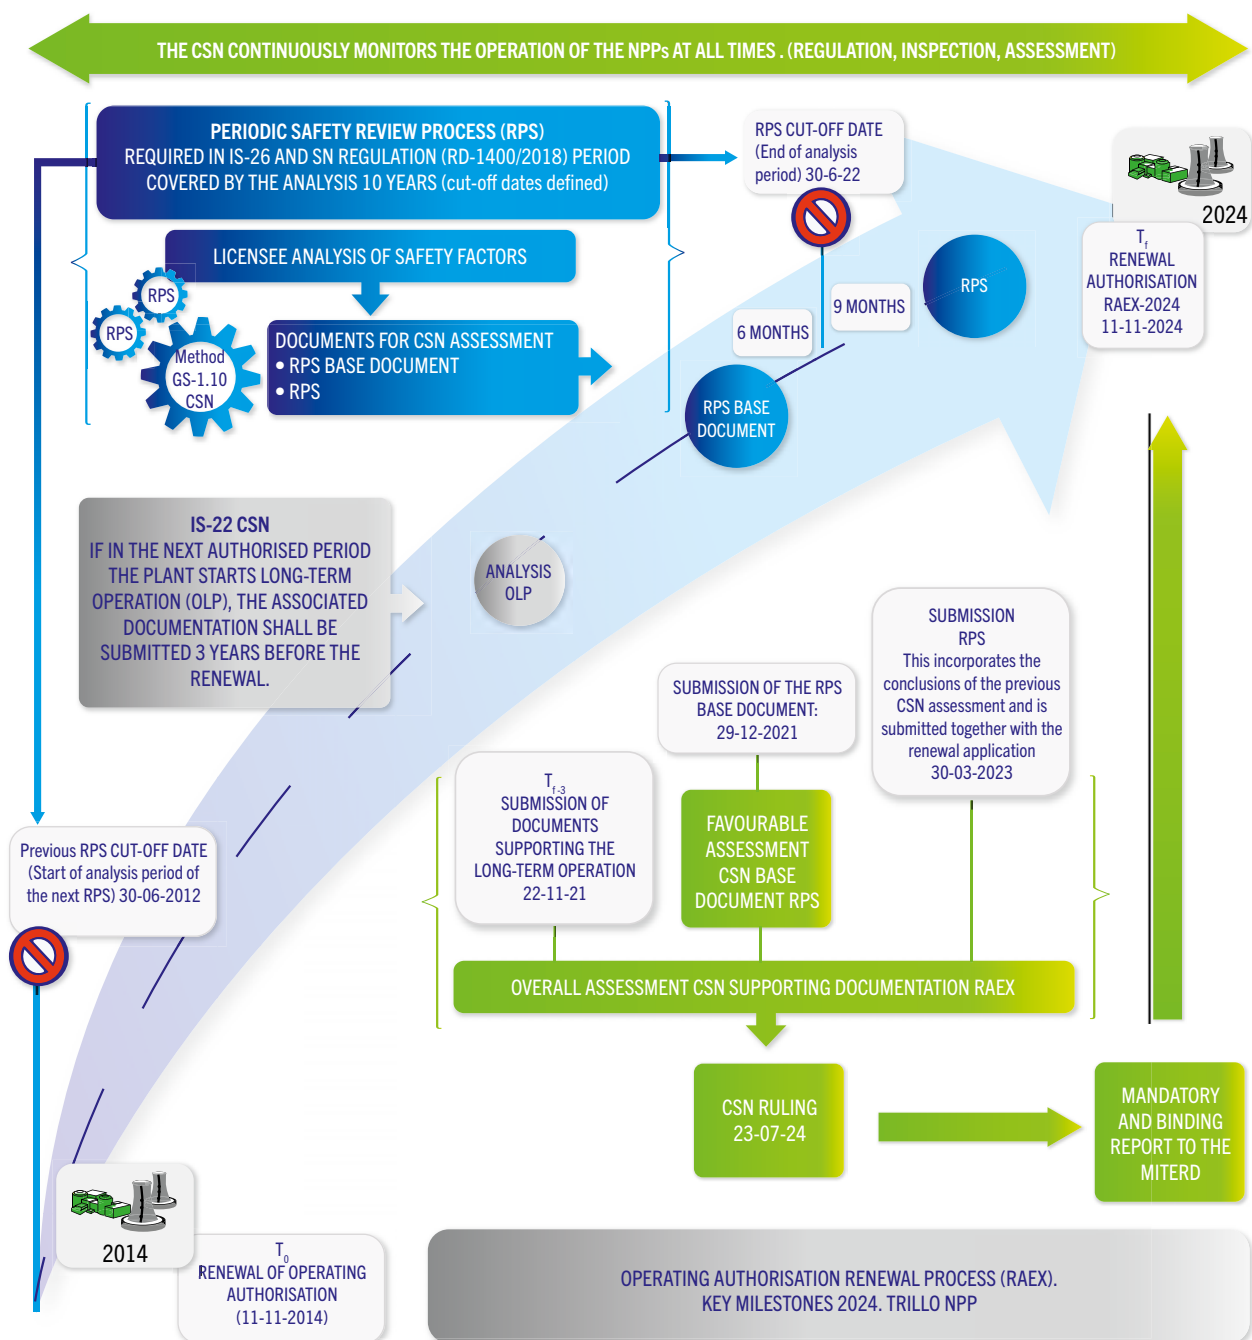 THE CSN CONTINUOUSLY MONITORS THE OPERATION OF THE NPPs AT ALL TIMES . (REGULATION, INSPECTION, ASSESSMENT)
PERIODIC SAFETY REVIEW PROCESS (RPS)
REQUIRED IN IS-26 AND SN REGULATION (RD-1400/2018) PERIOD
COVERED BY THE ANALYSIS 10 YEARS (cut-off dates defined)
RPS CUT-OFF DATE
(End of analysis
period) 30-6-22
2024
T f
RENEWAL
AUTHORISATION
RAEX-2024
11-11-2024
LICENSEE ANALYSIS OF SAFETY FACTORS
RPS
RPS
Method
GS-1.10
CSN
DOCUMENTS FOR CSN ASSESSMENT
• RPS BASE DOCUMENT
• RPS
6 MONTHS
9 MONTHS
RPS
RPS BASE
DOCUMENT
IS-22 CSN
IF IN THE NEXT AUTHORISED PERIOD
THE PLANT STARTS LONG-TERM
OPERATION (OLP), THE ASSOCIATED
DOCUMENTATION SHALL BE
SUBMITTED 3 YEARS BEFORE THE
RENEWAL.
ANALYSIS
OLP
SUBMISSION
RPS
This incorporates the
conclusions of the previous
CSN assessment and is
submitted together with the
renewal application
30-03-2023
SUBMISSION OF THE RPS
BASE DOCUMENT:
29-12-2021
T f-3
SUBMISSION OF
DOCUMENTS
SUPPORTING THE
LONG-TERM OPERATION
22-11-21
FAVOURABLE
ASSESSMENT
CSN BASE
DOCUMENT RPS
Previous RPS CUT-OFF DATE
(Start of analysis period of
the next RPS) 30-06-2012
OVERALL ASSESSMENT CSN SUPPORTING DOCUMENTATION RAEX
CSN RULING
23-07-24
MANDATORY
AND BINDING
REPORT TO THE
MITERD
2014
T 0
RENEWAL OF OPERATING
AUTHORISATION
(11-11-2014)
OPERATING AUTHORISATION RENEWAL PROCESS (RAEX).
KEY MILESTONES 2024. TRILLO NPP